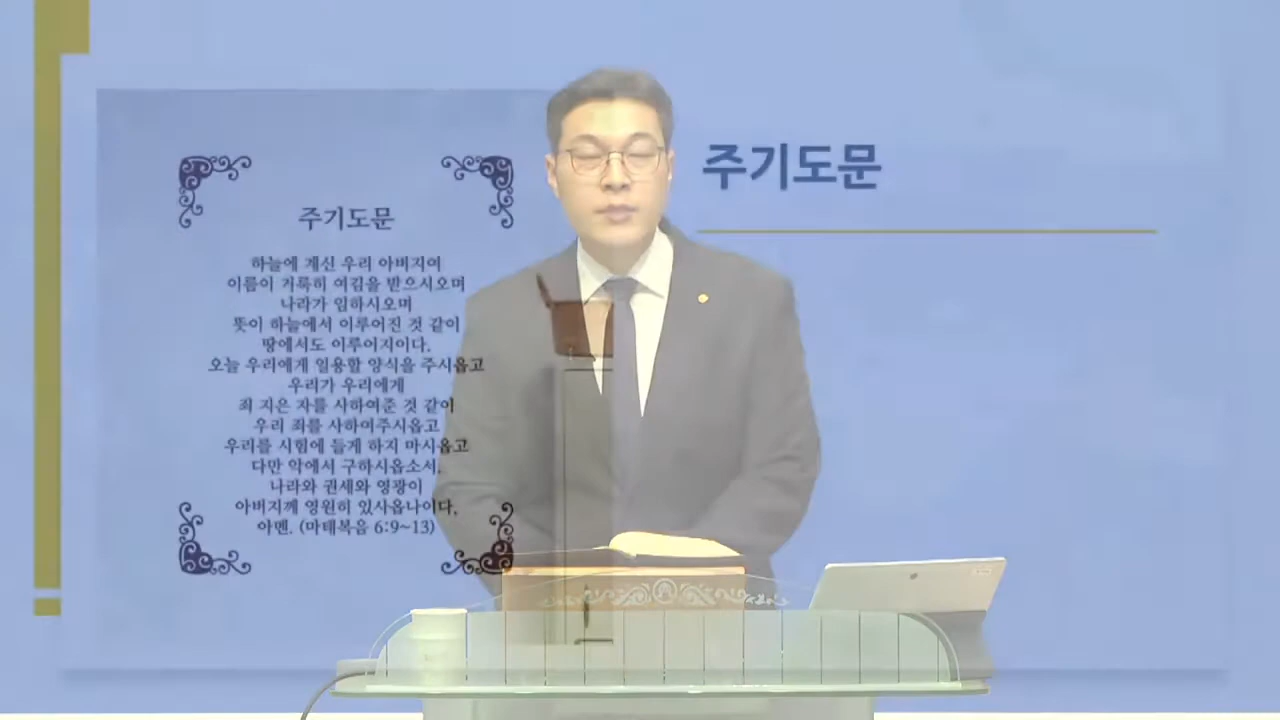 주기도문
주기도문
하늘에 계신 우리 아버지여
이름이 거룩히 여김을 받으시오며
나라가 임하시오며
뜻이 하늘에서 이루어진 것 같이
땅에서도 이루어지이다.
오늘 우리에게 일용할 양식을 주시옵고
우리가 우리에게
죄 지은 자를 사하여준 것 같이
우리 죄를 사하여주시옵고
우리를 시험에 들게 하지 마시옵고
다만 악에서 구하시옵소서.
나라와 권세와 영광이
아버지께 영원히 있사옵나이다,
아멘. (마태복음 6:9~13)